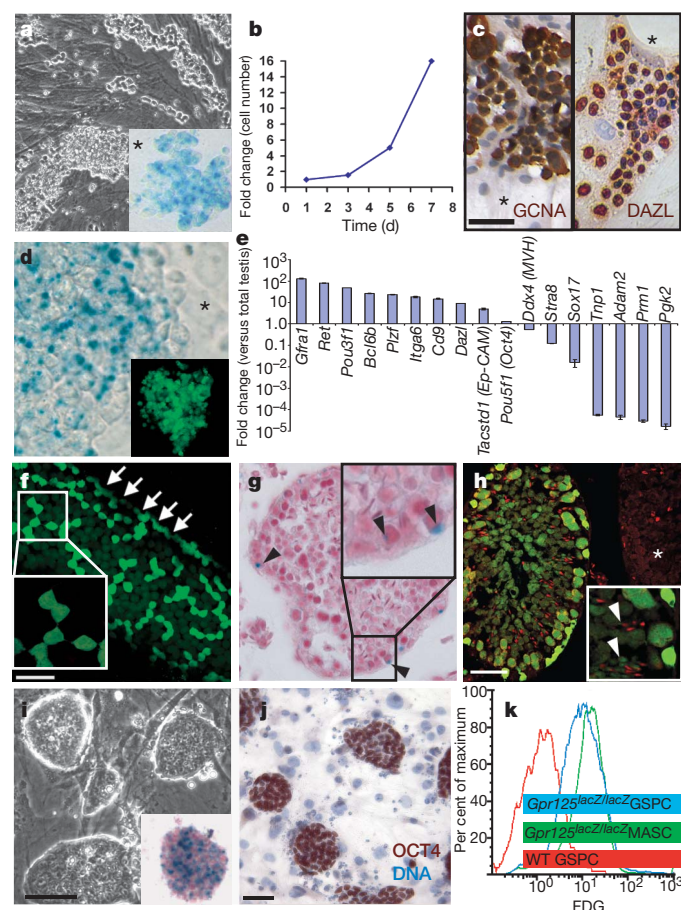 a
*
b
Fold change (cell number)
16
14
12
10
8
6
4
2
0
0 1 2 3 4 5 6 7 8
Time (d)
c
*
GCNA
*
DAZL
d
*
e
Fold change (versus total testis)
10³
10²
10
1.0
0.1
10⁻²
10⁻³
10⁻⁴
10⁻⁵
Gfra1
Ret
Pou3f1
Bcl6b
Plzf
Itga6
Cd9
Dazl
Tacstd1 (Ep-CAM)
Pou5f1 (Oct4)
Ddx4 (MVH)
Stra8
Sox17
Tnp1
Adam2
Prm1
Pgk2
f
g
h
*
i
j
OCT4
DNA
k
Per cent of maximum
100
80
60
40
20
Gpr125lacZ/lacZGSPC
Gpr125lacZ/lacZMASC
WT GSPC
10⁰ 10¹ 10² 10³
FDG